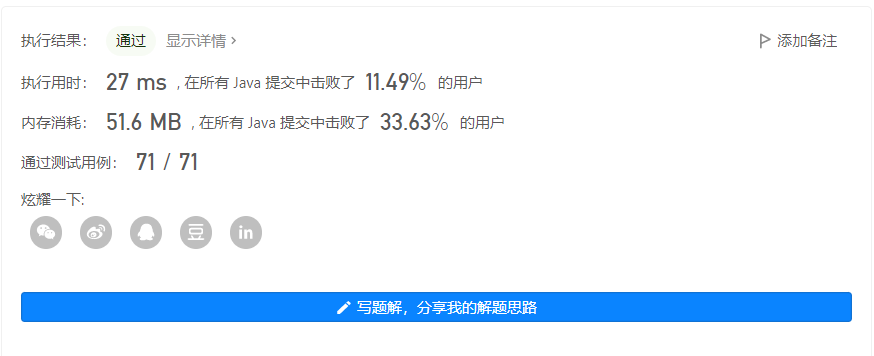 执行结果： 通过 显示详情 > 添加备注
执行用时： 27 ms , 在所有 Java 提交中击败了 11.49% 的用户
内存消耗： 51.6 MB , 在所有 Java 提交中击败了 33.63% 的用户
通过测试用例： 71 / 71
炫耀一下:
豆 in
写题解，分享我的解题思路